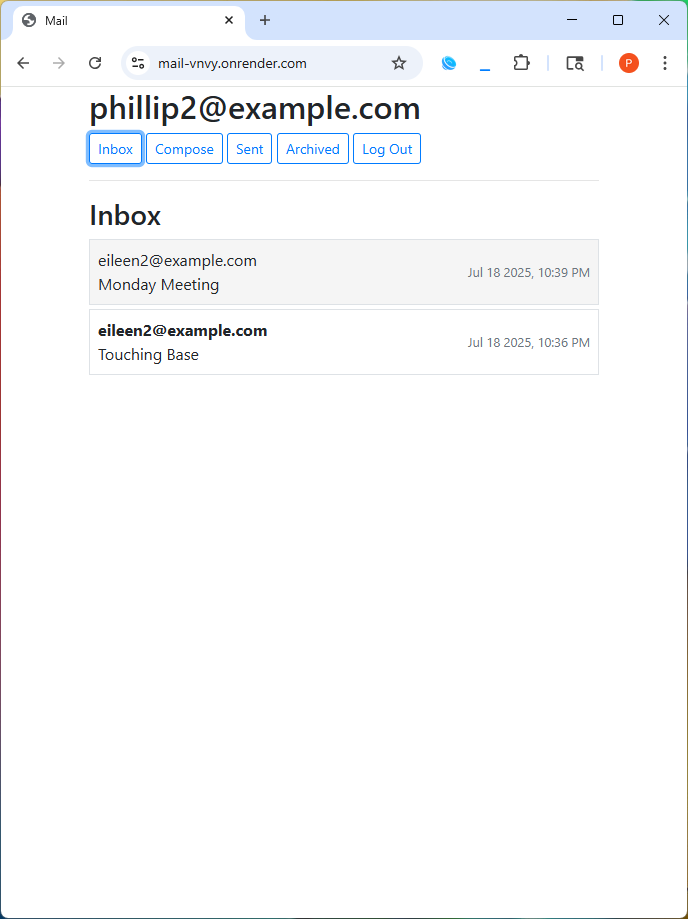 Mail
mail-vnvy.onrender.com
P
phillip2@example.com
Inbox Compose Sent Archived Log Out
Inbox
eileen2@example.com
Monday Meeting
Jul 18 2025, 10:39 PM
eileen2@example.com
Touching Base
Jul 18 2025, 10:36 PM